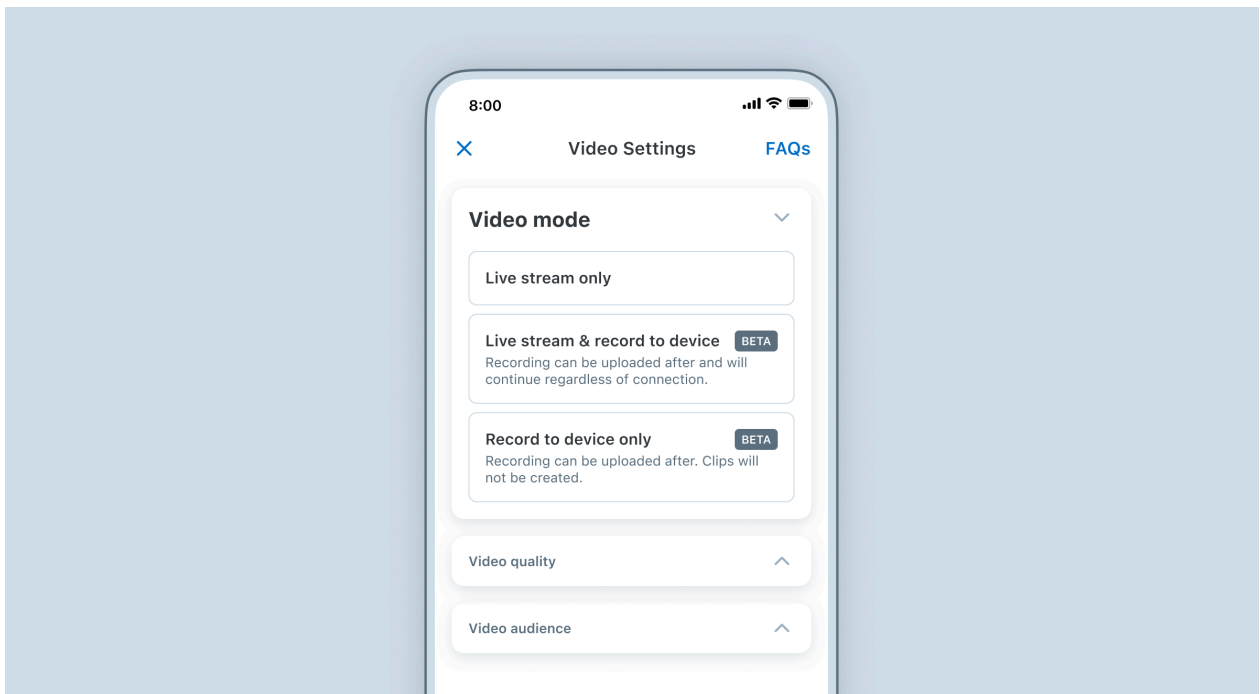 8:00
Video Settings
FAQs
Video mode
Live stream only
Live stream & record to device
BETA
Recording can be uploaded after and will
continue regardless of connection.
Record to device only
BETA
Recording can be uploaded after. Clips will
not be created.
Video quality
Video audience